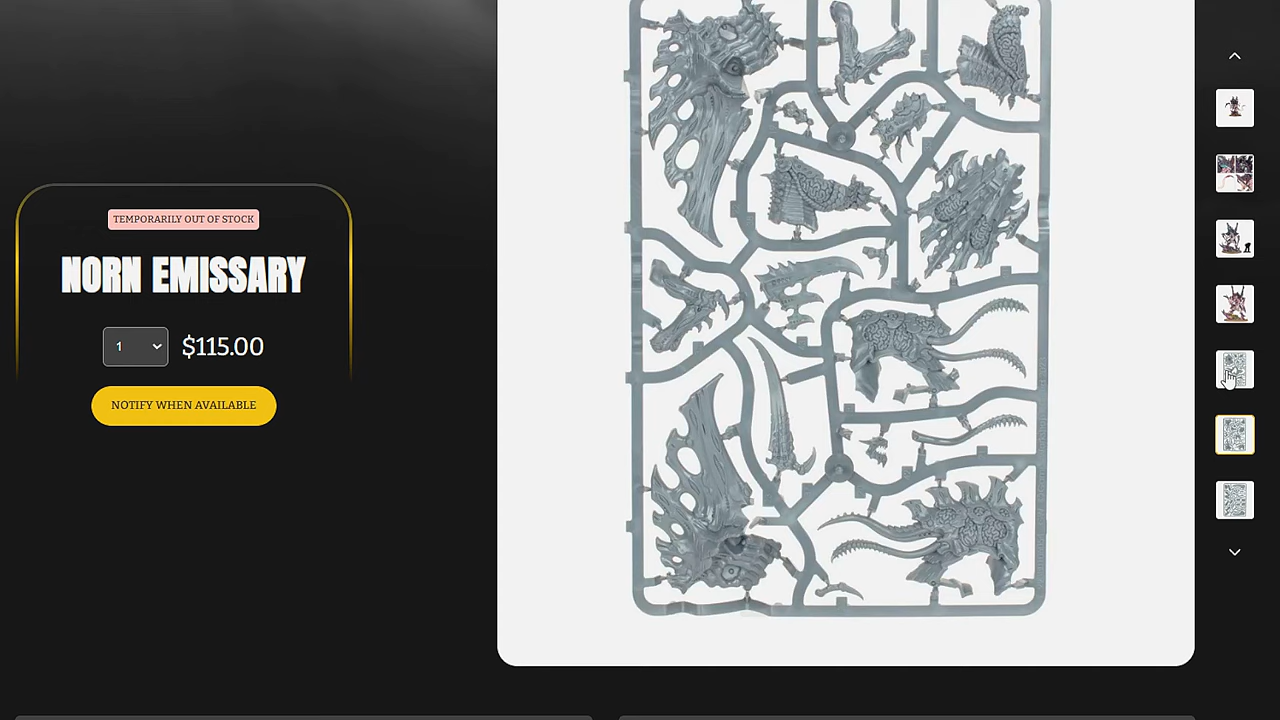 TEMPORARILY OUT OF STOCK
NORN EMISSARY
1 $115.00
NOTIFY WHEN AVAILABLE